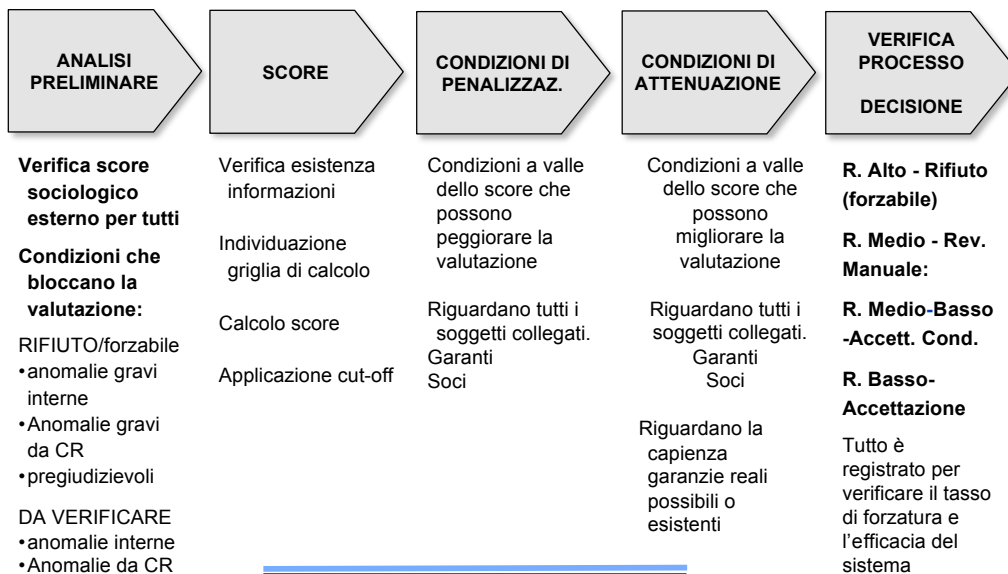 ANALISI
PRELIMINARE
Verifica score
sociologico
esterno per tutti
Condizioni che
bloccano la
valutazione:
RIFIUTO/forzabile
•anomalie gravi
interne
•Anomalie gravi
da CR
•pregiudizievoli
DA VERIFICARE
•anomalie interne
•Anomalie da CR
SCORE
Verifica esistenza
informazioni
Individuazione
griglia di calcolo
Calcolo score
Applicazione cut-off
CONDIZIONI DI
PENALIZZAZ.
Condizioni a valle
dello score che
possono
peggiorare la
valutazione
Riguardano tutti i
soggetti collegati.
Garanti
Soci
CONDIZIONI DI
ATTENUAZIONE
Condizioni a valle
dello score che
possono
migliorare la
valutazione
Riguardano tutti i
soggetti collegati.
Garanti
Soci
Riguardano la
capienza
garanzie reali
possibili o
esistenti
VERIFICA
PROCESSO
DECISIONE
R. Alto - Rifiuto
(forzabile)
R. Medio - Rev.
Manuale:
R. Medio-Basso
-Accett. Cond.
R. Basso-
Accettazione
Tutto è
registrato per
verificare il tasso
di forzatura e
l'efficacia del
sistema